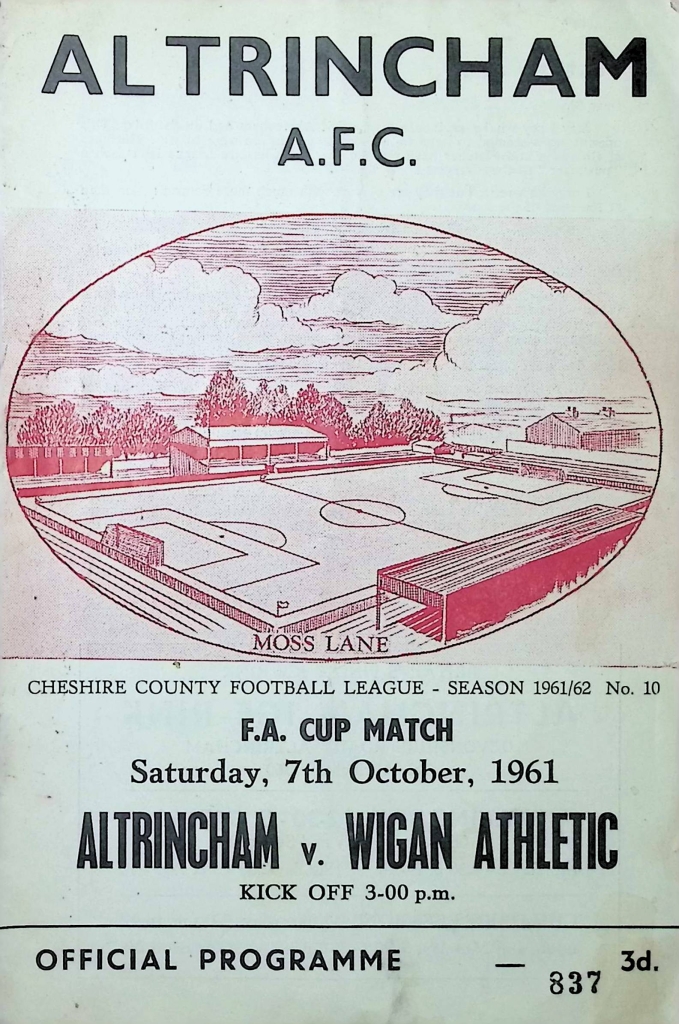 ALTRINCHAM
A.F.C.
MOSS LANE
CHESHIRE COUNTY FOOTBALL LEAGUE - SEASON 1961/62 No. 10
F.A. CUP MATCH
Saturday, 7th October, 1961
ALTRINCHAM v. WIGAN ATHLETIC
KICK OFF 3-00 p.m.
OFFICIAL PROGRAMME — 3d.
837